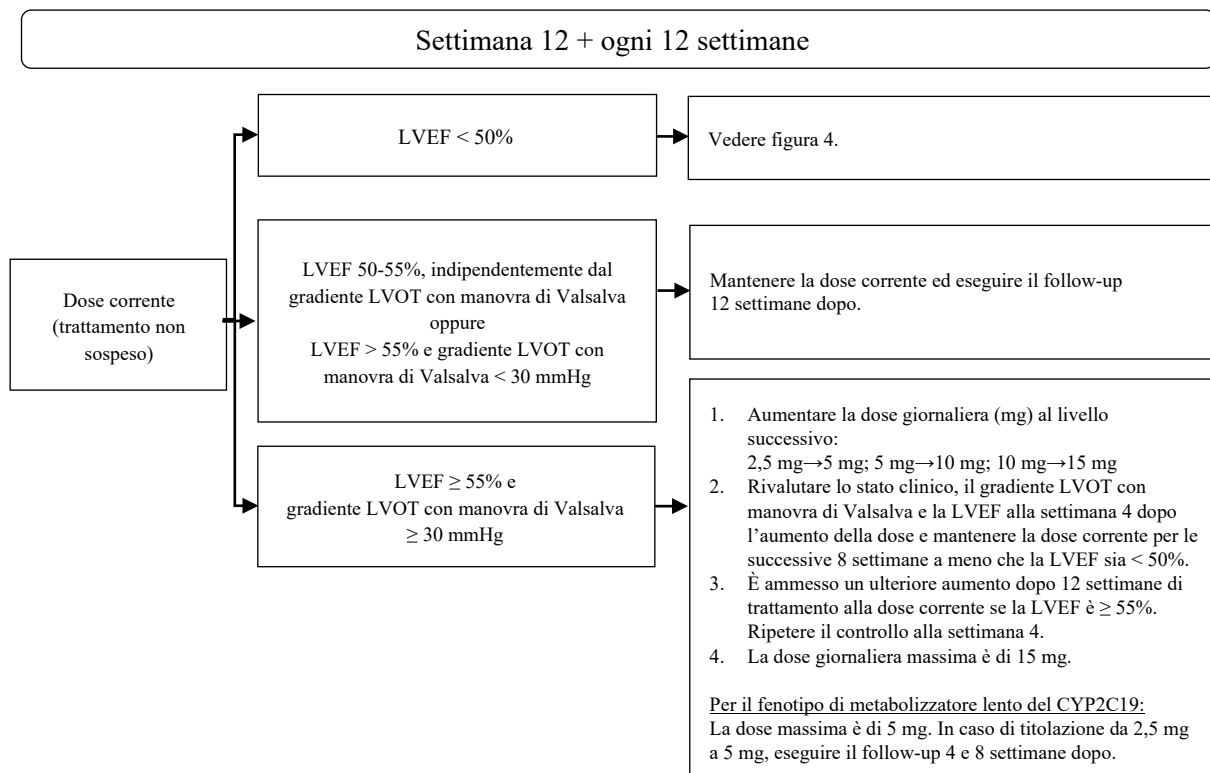 Settimana 12 + ogni 12 settimane
LVEF < 50%
Vedere figura 4.
Dose corrente
(trattamento non
sospeso)
LVEF 50-55%, indipendentemente dal
gradiente LVOT con manovra di Valsalva
oppure
LVEF > 55% e gradiente LVOT con
manovra di Valsalva < 30 mmHg
Mantenere la dose corrente ed eseguire il follow-up
12 settimane dopo.
LVEF ≥ 55% e
gradiente LVOT con manovra di Valsalva
≥ 30 mmHg
1. Aumentare la dose giornaliera (mg) al livello
successivo:
2,5 mg→5 mg; 5 mg→10 mg; 10 mg→15 mg
2. Rivalutare lo stato clinico, il gradiente LVOT con
manovra di Valsalva e la LVEF alla settimana 4 dopo
l’aumento della dose e mantenere la dose corrente per le
successive 8 settimane a meno che la LVEF sia < 50%.
3. È ammesso un ulteriore aumento dopo 12 settimane di
trattamento alla dose corrente se la LVEF è ≥ 55%.
Ripetere il controllo alla settimana 4.
4. La dose giornaliera massima è di 15 mg.
Per il fenotipo di metabolizzatore lento del CYP2C19:
La dose massima è di 5 mg. In caso di titolazione da 2,5 mg
a 5 mg, eseguire il follow-up 4 e 8 settimane dopo.